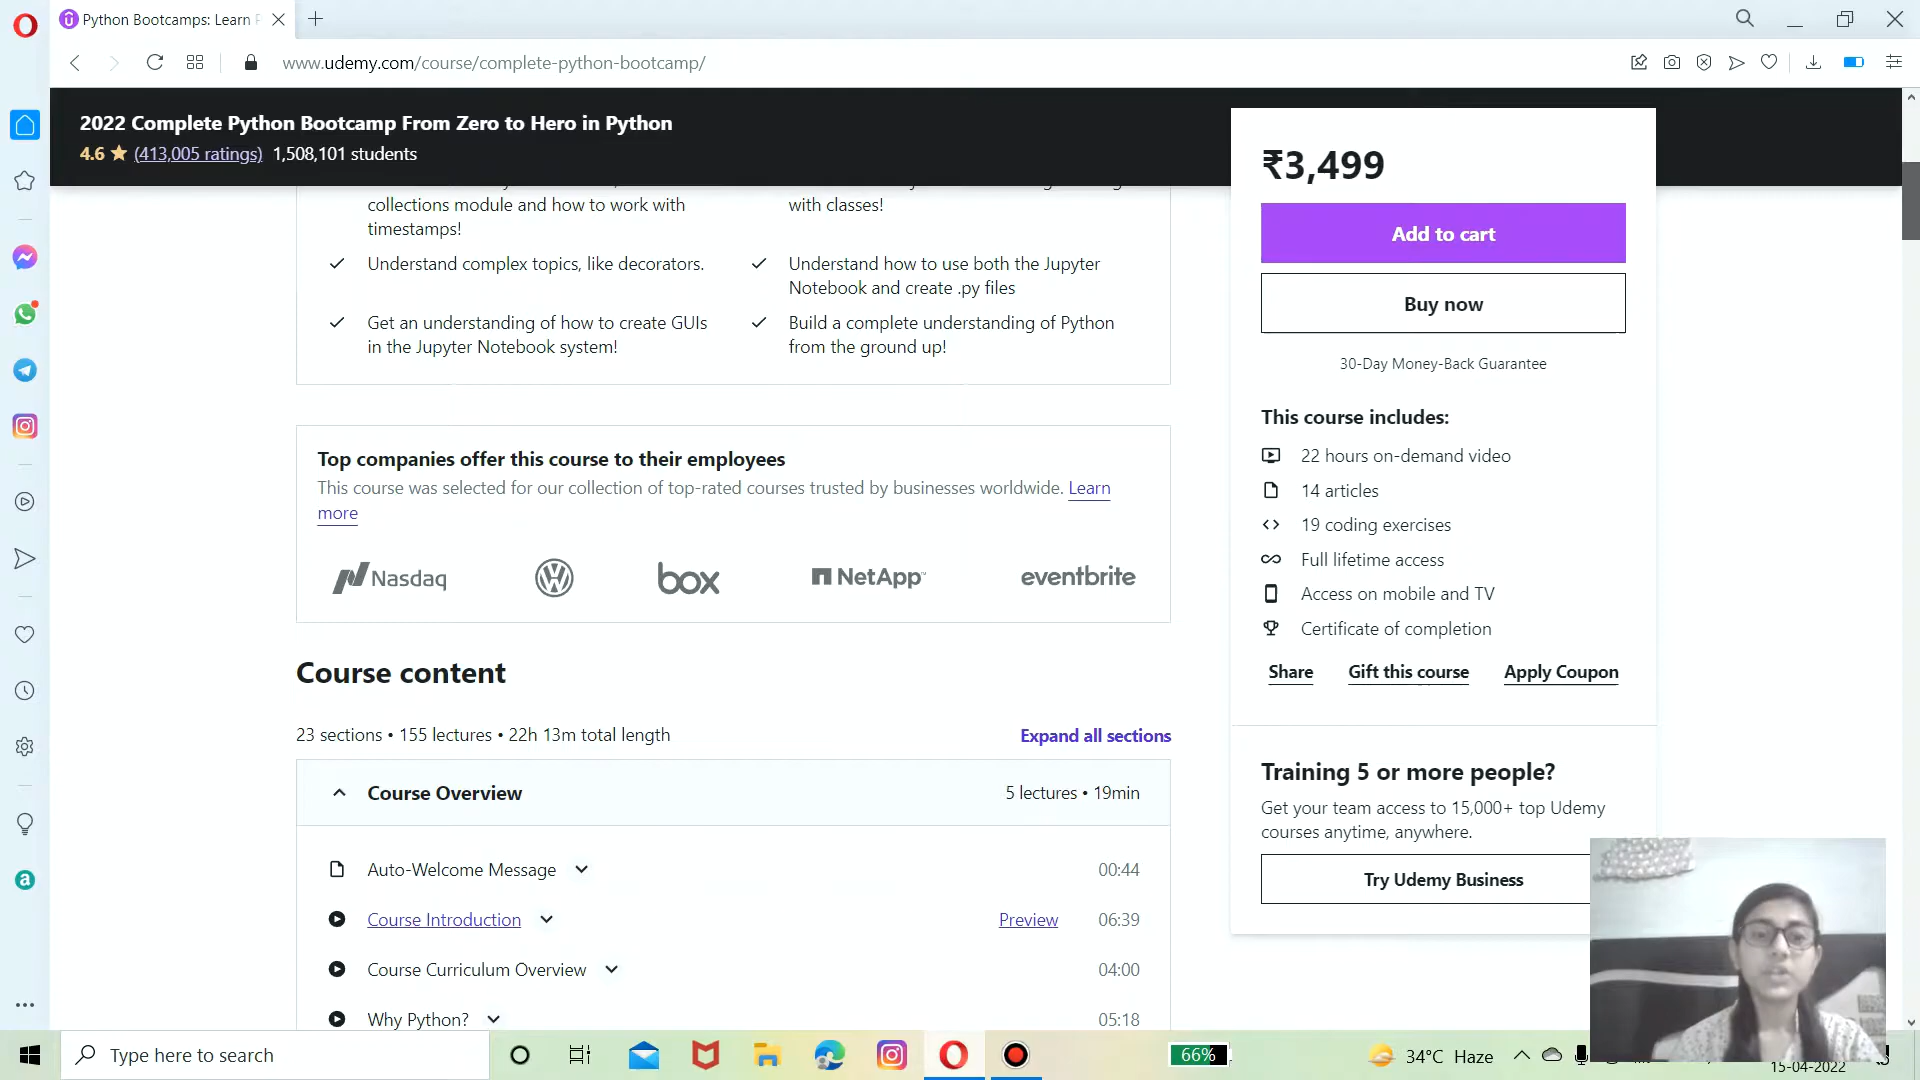 Python Bootcamps: Learn
www.udemy.com/course/complete-python-bootcamp/
2022 Complete Python Bootcamp From Zero to Hero in Python
4.6 ★ (413,005 ratings) 1,508,101 students
collections module and how to work with
timestamps!
with classes!
Understand complex topics, like decorators.
Understand how to use both the Jupyter
Notebook and create .py files
Get an understanding of how to create GUIs
in the Jupyter Notebook system!
Build a complete understanding of Python
from the ground up!
Top companies offer this course to their employees
This course was selected for our collection of top-rated courses trusted by businesses worldwide. Learn
more
Nasdaq
box
NetApp
eventbrite
Course content
23 sections • 155 lectures • 22h 13m total length
Expand all sections
Course Overview
5 lectures • 19min
Auto-Welcome Message
00:44
Course Introduction
Preview
06:39
Course Curriculum Overview
04:00
Why Python?
05:18
₹3,499
Add to cart
Buy now
30-Day Money-Back Guarantee
This course includes:
22 hours on-demand video
14 articles
19 coding exercises
Full lifetime access
Access on mobile and TV
Certificate of completion
Share
Gift this course
Apply Coupon
Training 5 or more people?
Get your team access to 15,000+ top Udemy
courses anytime, anywhere.
Try Udemy Business
Type here to search
66%
34°C Haze
15-04-2022